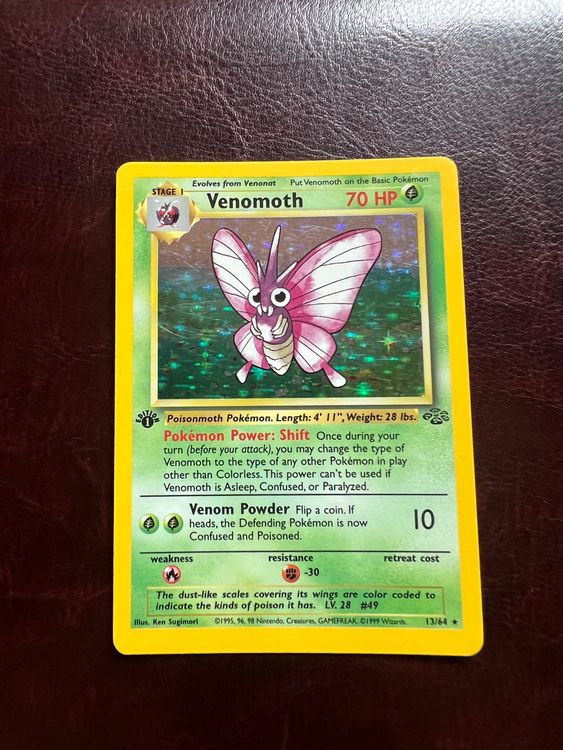 Evolves from Venonat Put Venomoth on the Basic Pokémon
STAGE 1
Venomoth 70 HP
Poisonmoth Pokémon. Length: 4' 11", Weight: 28 lbs.
EDITION
1
Pokémon Power: Shift Once during your
turn (before your attack), you may change the type of
Venomoth to the type of any other Pokémon in play
other than Colorless. This power can't be used if
Venomoth is Asleep, Confused, or Paralyzed.
Venom Powder Flip a coin. If
heads, the Defending Pokémon is now
Confused and Poisoned.
10
weakness resistance retreat cost
-30
The dust-like scales covering its wings are color coded to
indicate the kinds of poison it has. LV. 28 #49
Illus. Ken Sugimori ©1995, 96, 98 Nintendo, Creatures, GAMEFREAK. ©1999 Wizards. 13/64 ★